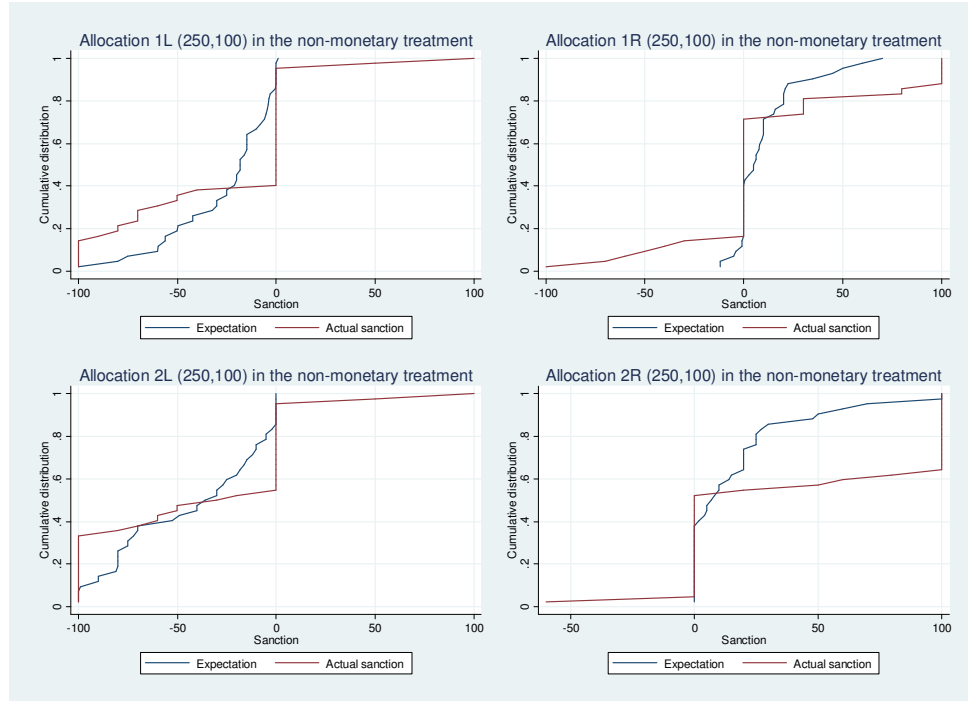 Allocation 1L (250,100) in the non-monetary treatment
Cumulative distribution
0 .2 .4 .6 .8 1
-100 -50 0 50 100
Sanction
Expectation Actual sanction
Allocation 1R (250,100) in the non-monetary treatment
Cumulative distribution
0 .2 .4 .6 .8 1
-100 -50 0 50 100
Sanction
Expectation Actual sanction
Allocation 2L (250,100) in the non-monetary treatment
Cumulative distribution
0 .2 .4 .6 .8 1
-100 -50 0 50 100
Sanction
Expectation Actual sanction
Allocation 2R (250,100) in the non-monetary treatment
Cumulative distribution
0 .2 .4 .6 .8 1
-50 0 50 100
Sanction
Expectation Actual sanction